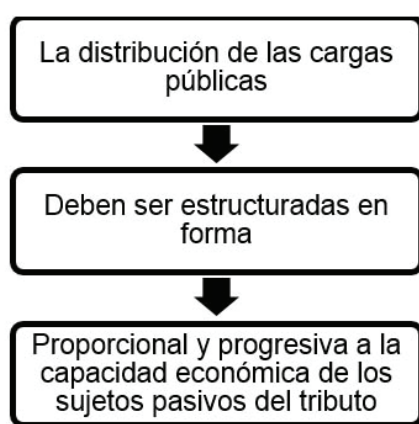 La distribución de las cargas
públicas
Deben ser estructuradas en
forma
Proporcional y progresiva a la
capacidad económica de los
sujetos pasivos del tributo